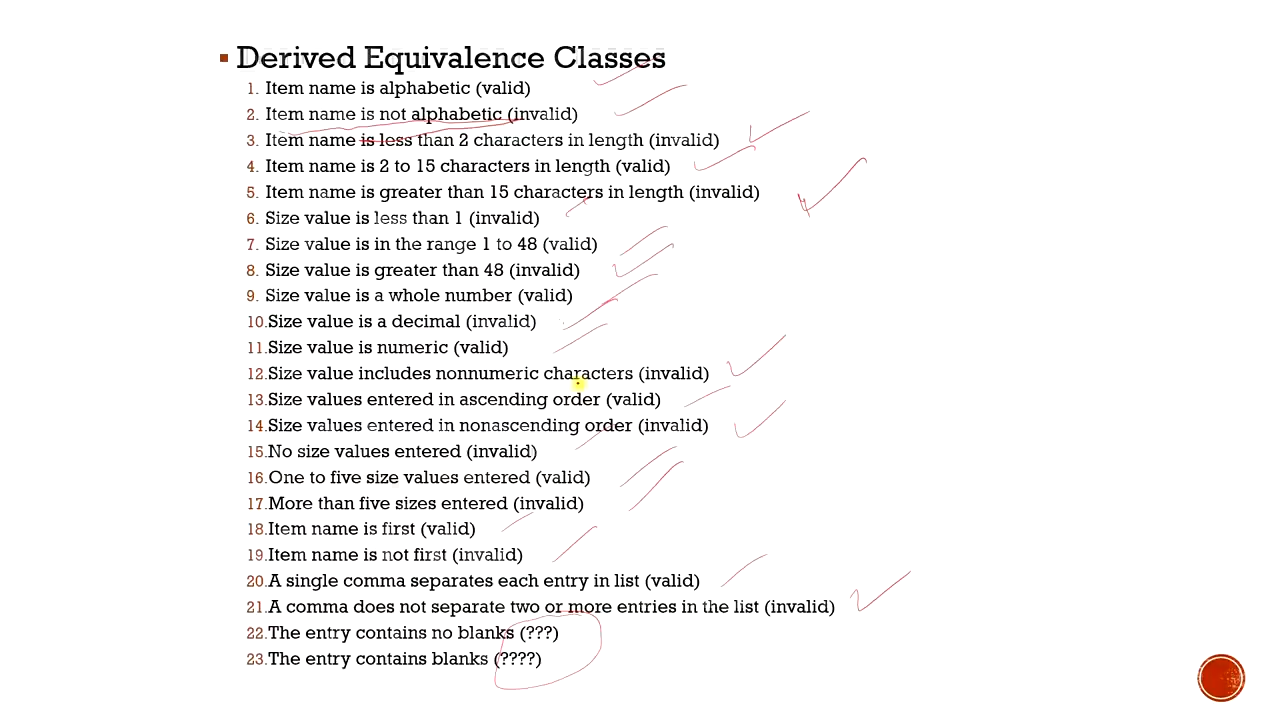 Derived Equivalence Classes
1. Item name is alphabetic (valid)
2. Item name is not alphabetic (invalid)
3. Item name is less than 2 characters in length (invalid)
4. Item name is 2 to 15 characters in length (valid)
5. Item name is greater than 15 characters in length (invalid)
6. Size value is less than 1 (invalid)
7. Size value is in the range 1 to 48 (valid)
8. Size value is greater than 48 (invalid)
9. Size value is a whole number (valid)
10.Size value is a decimal (invalid)
11.Size value is numeric (valid)
12.Size value includes nonnumeric characters (invalid)
13.Size values entered in ascending order (valid)
14.Size values entered in nonascending order (invalid)
15.No size values entered (invalid)
16.One to five size values entered (valid)
17.More than five sizes entered (invalid)
18.Item name is first (valid)
19.Item name is not first (invalid)
20.A single comma separates each entry in list (valid)
21.A comma does not separate two or more entries in the list (invalid)
22.The entry contains no blanks (???)
23.The entry contains blanks (????)